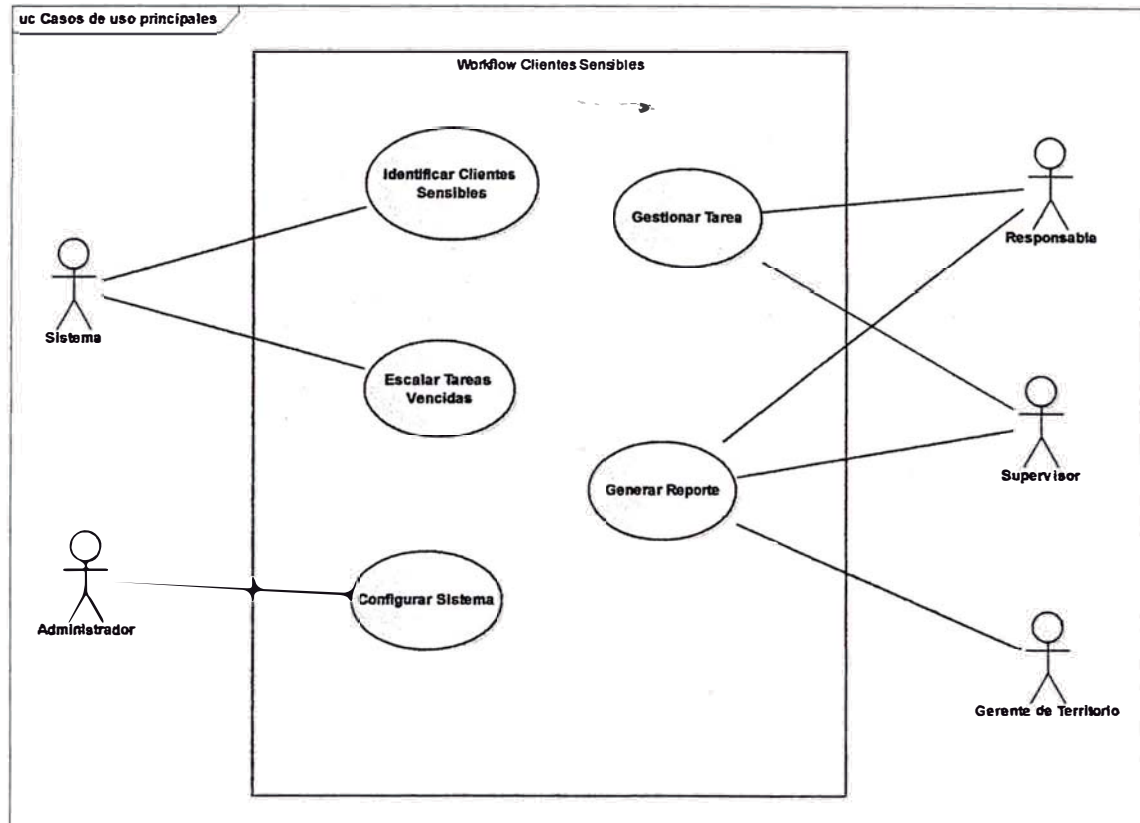 uc Casos de uso principales
Workflow Clientes Sensibles
Identificar Clientes
Sensibles
Gestionar Tarea
Responsable
Sistema
Escalar Tareas
Vencidas
Generar Reporte
Supervisor
Configurar Sistema
Administrador
Gerente de Territorio